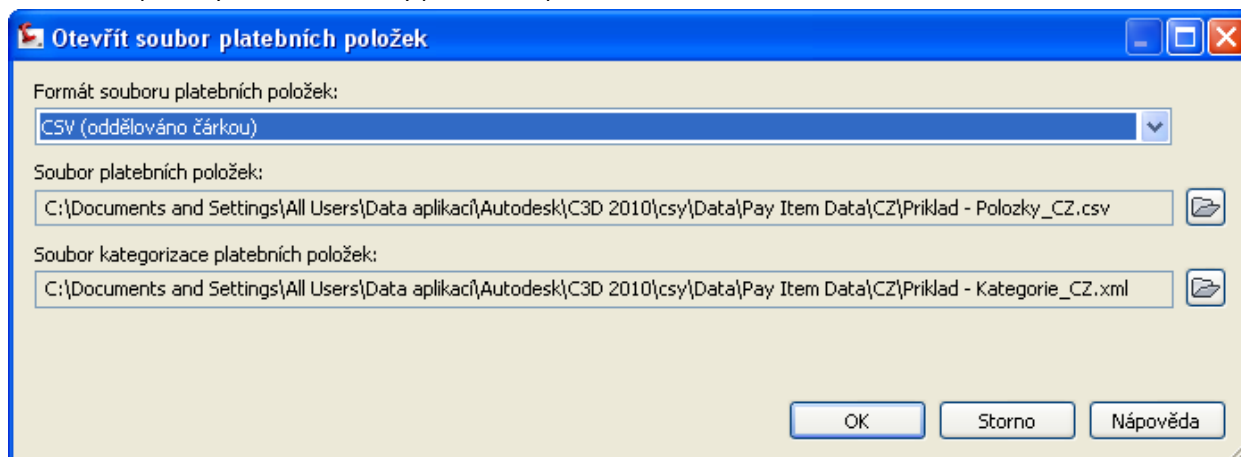 Otevřít soubor platebních položek
Formát souboru platebních položek:
CSV (oddělováno čárkou)
Soubor platebních položek:
C:\Documents and Settings\All Users\Data aplikací\Autodesk\C3D 2010\csy\Data\Pay Item Data\CZ\Priklad - Polozky_CZ.csv
Soubor kategorizace platebních položek:
C:\Documents and Settings\All Users\Data aplikací\Autodesk\C3D 2010\csy\Data\Pay Item Data\CZ\Priklad - Kategorie_CZ.xml
OK Storno Nápověda